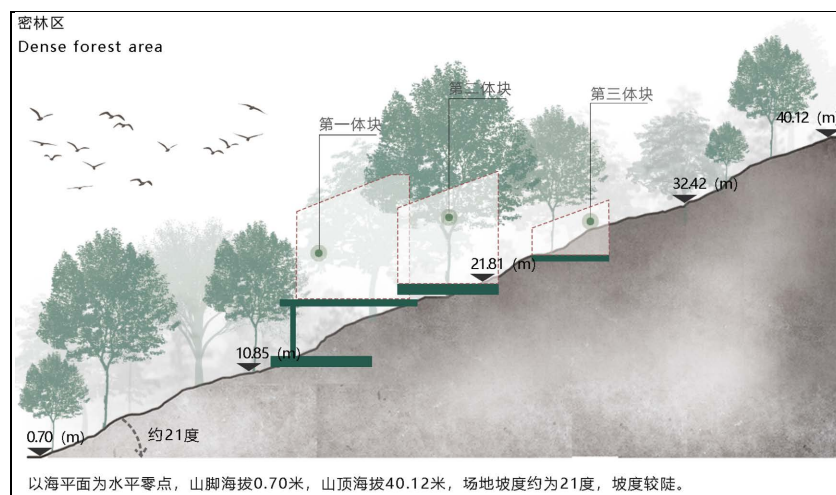 密林区
Dense forest area
第二体块
第三体块
第一体块
40.12 (m)
32.42 (m)
21.81 (m)
10.85 (m)
0.70 (m)
约21度
以海平面为水平零点，山脚海拔0.70米，山顶海拔40.12米，场地坡度约为21度，坡度较陡。